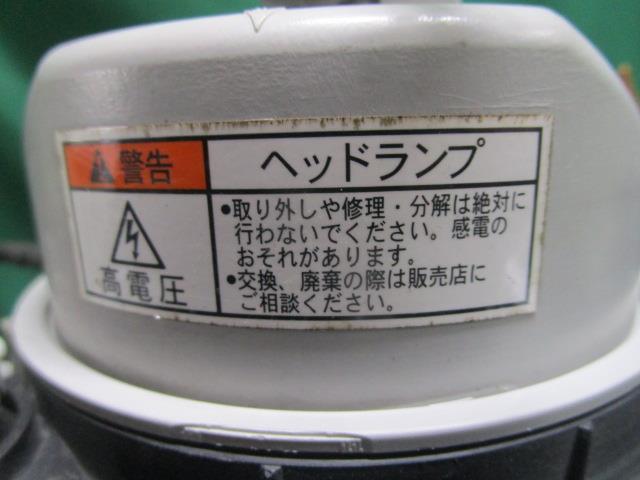 警告
ヘッドランプ
高電圧
●取り外しや修理・分解は絶対に
行わないでください。感電の
おそれがあります。
●交換、廃棄の際は販売店に
ご相談ください。